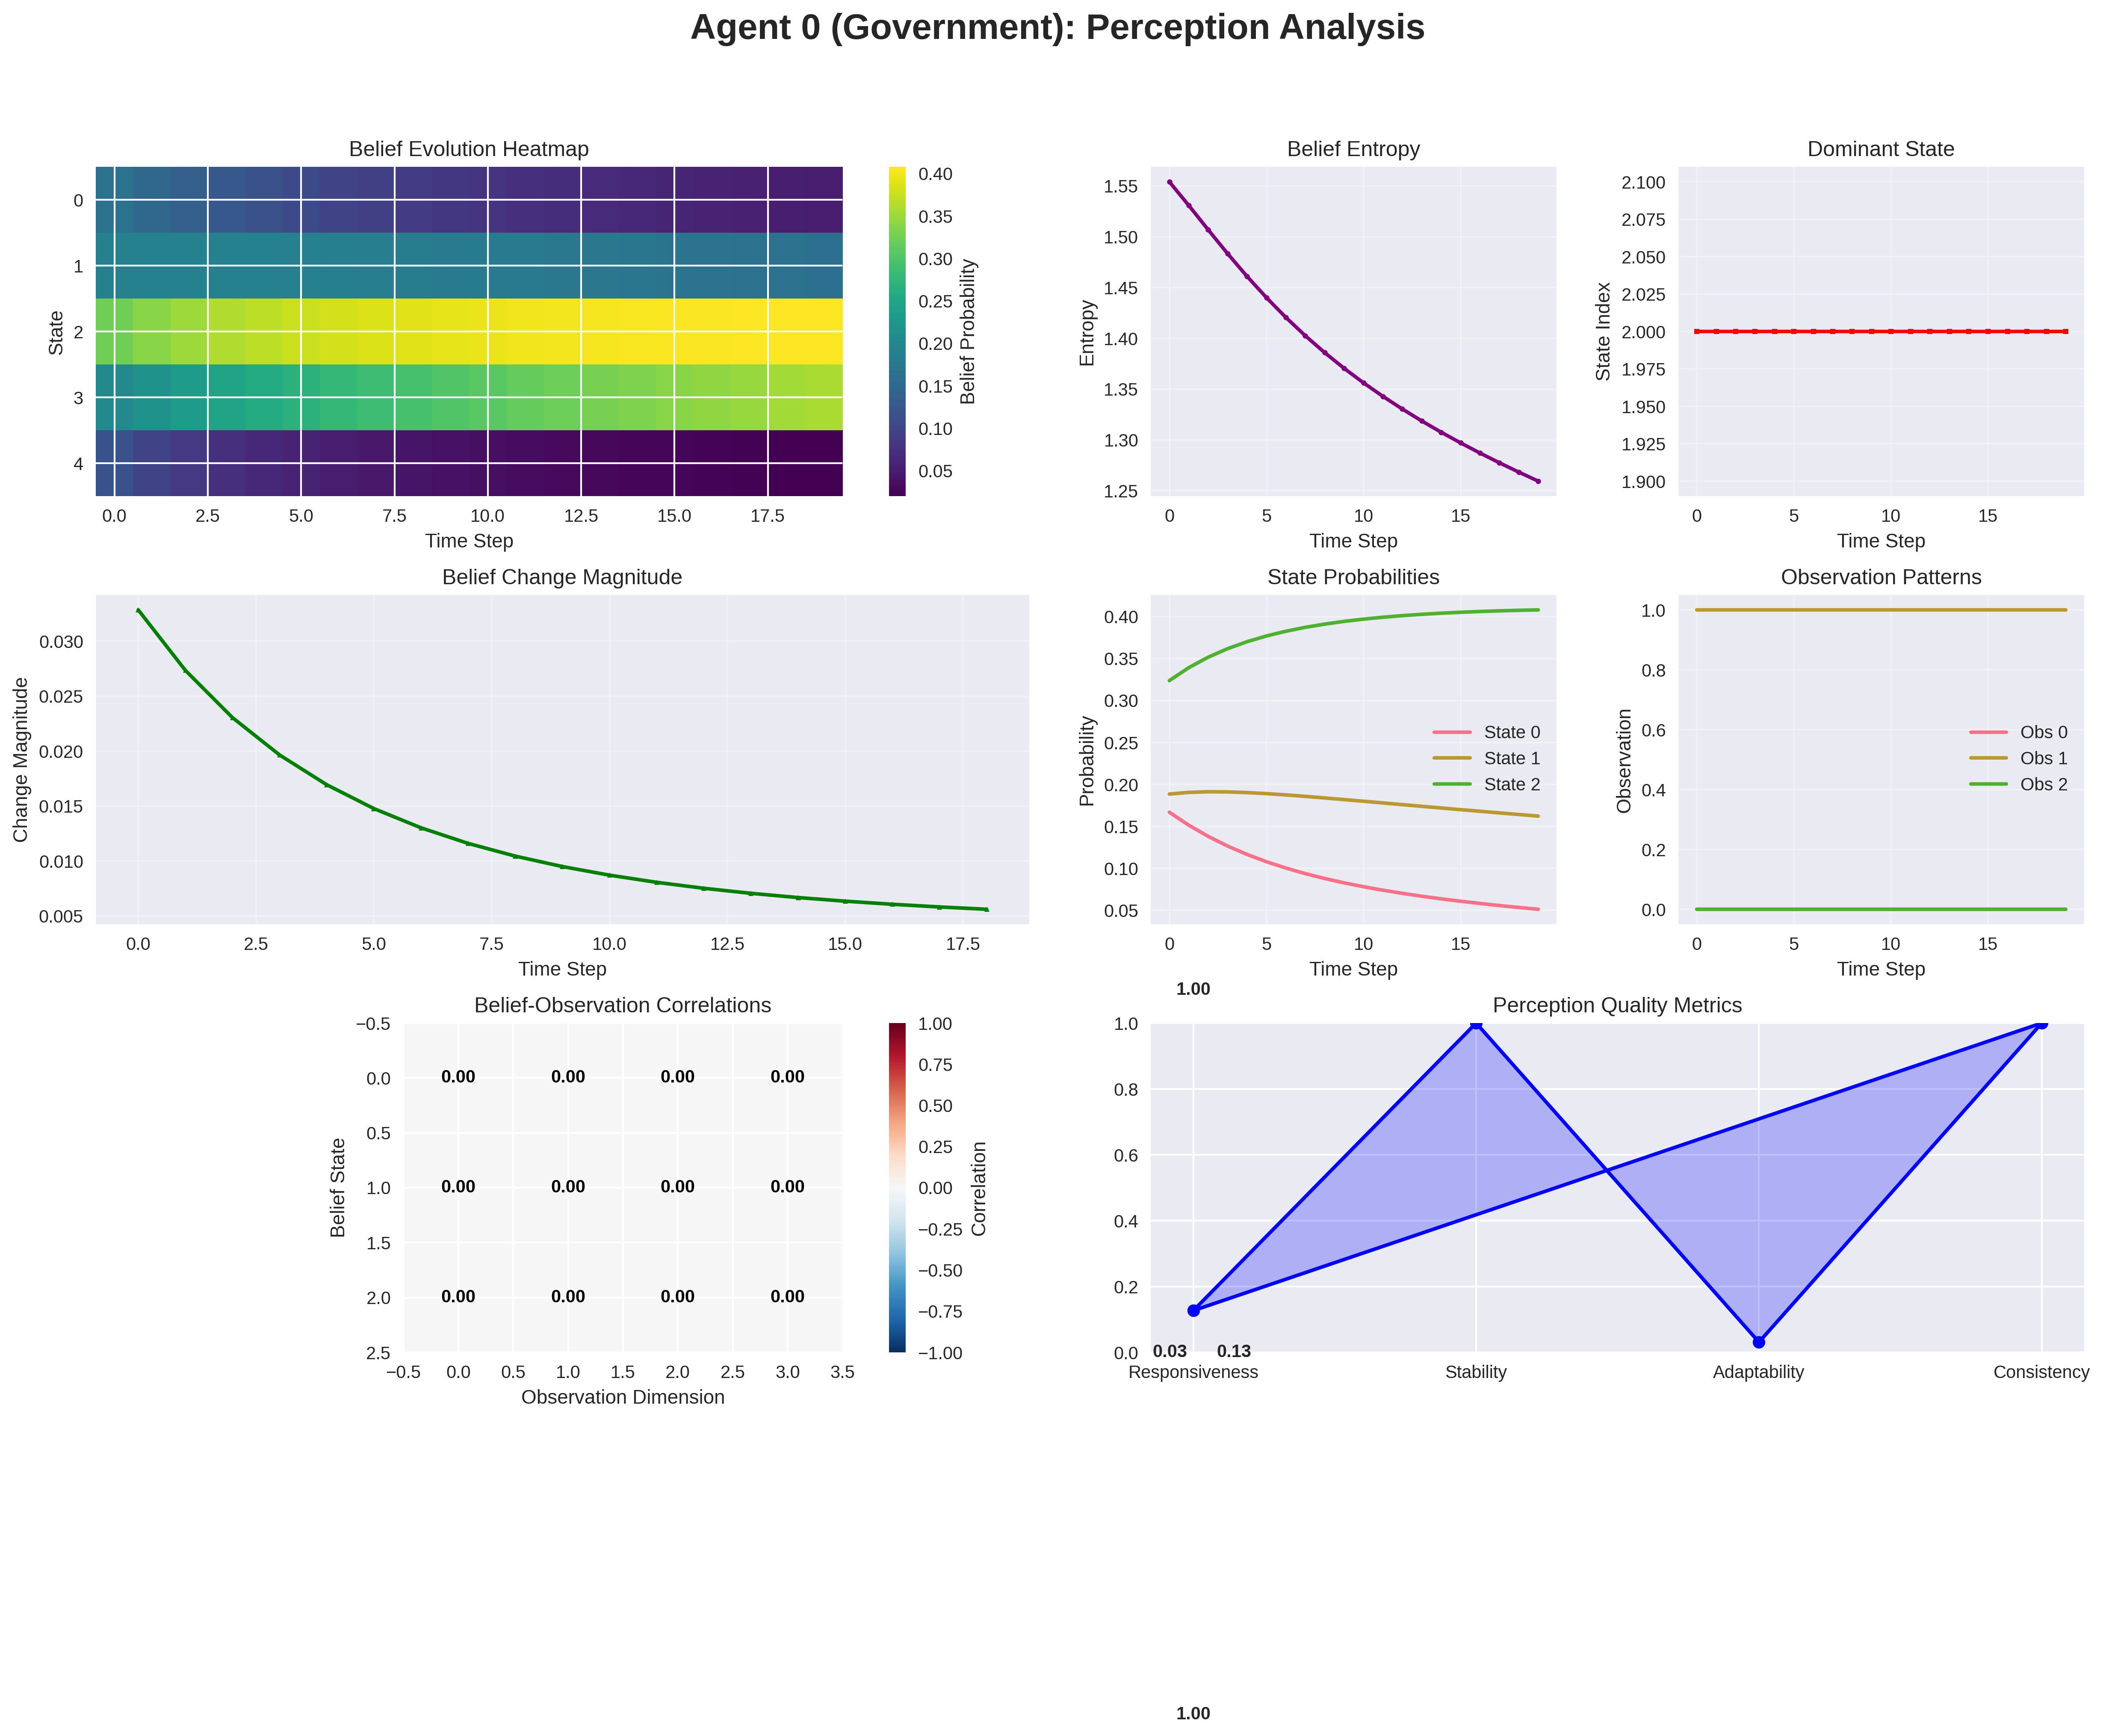 Agent 0 (Government): Perception Analysis
Belief Evolution Heatmap
State
0
1
2
3
4
0.0 2.5 5.0 7.5 10.0 12.5 15.0 17.5
Time Step
0.40
0.35
0.30
0.25
0.20
0.15
0.10
0.05
Belief Probability
Belief Entropy
Entropy
1.55
1.50
1.45
1.40
1.35
1.30
1.25
0 5 10 15
Time Step
Dominant State
State Index
2.100
2.075
2.050
2.025
2.000
1.975
1.950
1.925
1.900
0 5 10 15
Time Step
Belief Change Magnitude
Change Magnitude
0.030
0.025
0.020
0.015
0.010
0.005
0.0 2.5 5.0 7.5 10.0 12.5 15.0 17.5
Time Step
State Probabilities
Probability
0.40
0.35
0.30
0.25
0.20
0.15
0.10
0.05
State 0
State 1
State 2
0 5 10 15
Time Step
Observation Patterns
Observation
1.0
0.8
0.6
0.4
0.2
0.0
Obs 0
Obs 1
Obs 2
0 5 10 15
Time Step
Belief-Observation Correlations
Belief State
−0.5
0.0
0.5
1.0
1.5
2.0
2.5
0.00 0.00 0.00 0.00
0.00 0.00 0.00 0.00
0.00 0.00 0.00 0.00
−0.5 0.0 0.5 1.0 1.5 2.0 2.5 3.0 3.5
Observation Dimension
1.00
0.75
0.50
0.25
0.00
−0.25
−0.50
−0.75
−1.00
Correlation
1.00
Perception Quality Metrics
1.0
0.8
0.6
0.4
0.2
0.0
0.03 0.13
Responsiveness Stability Adaptability Consistency
1.00